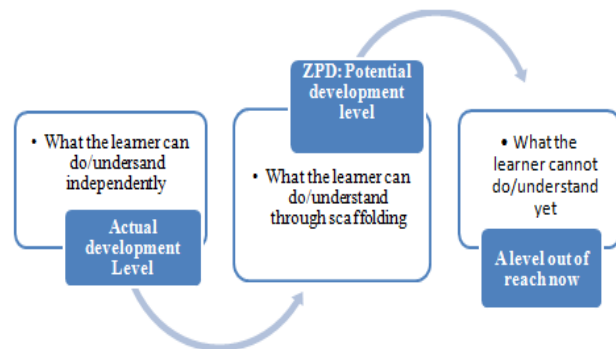 • What the learner can
do/undersand
independently
Actual
development
Level
ZPD: Potential
development
level
• What the learner can
do/understand
through scaffolding
• What the
learner cannot
do/understand
yet
A level out of
reach now